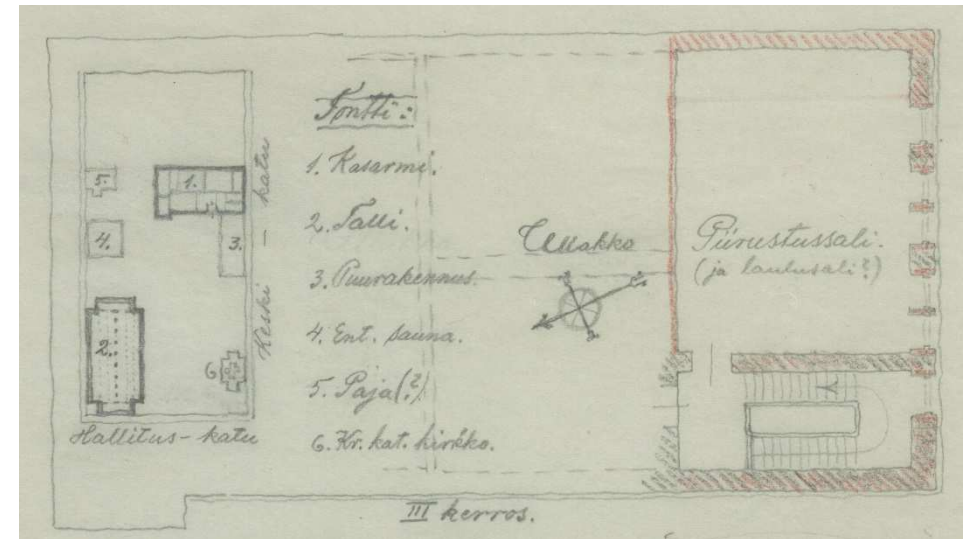 Tontti:
1. Kasarmi.
2. Talli.
3. Puurakennus.
4. Ent. sauna.
5. Paja(?)
6. Kr. kat. kirkko.
5.
1.
4.
3.
2.
6.
Keski-katu
Hallitus-katu
Ullakko
Piirustussali.
(ja laulusali?)
III kerros.